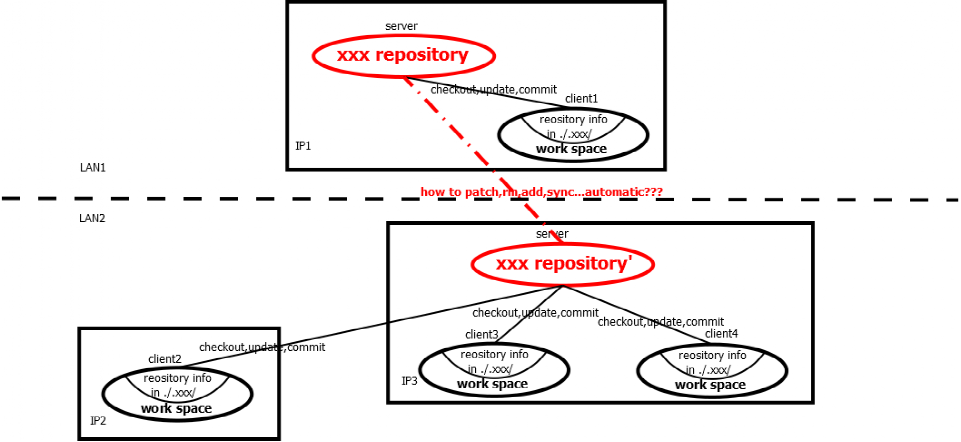 server
xxx repository
checkout,update,commit
client1
reository info
in ./.xxx/
work space
IP1
LAN1
how to patch,rm,add,sync...automatic???
LAN2
server
xxx repository'
checkout,update,commit
checkout,update,commit
client3
client4
checkout,update,commit
client2
reository info
in ./.xxx/
work space
IP3
reository info
in ./.xxx/
work space
reository info
in ./.xxx/
work space
IP2